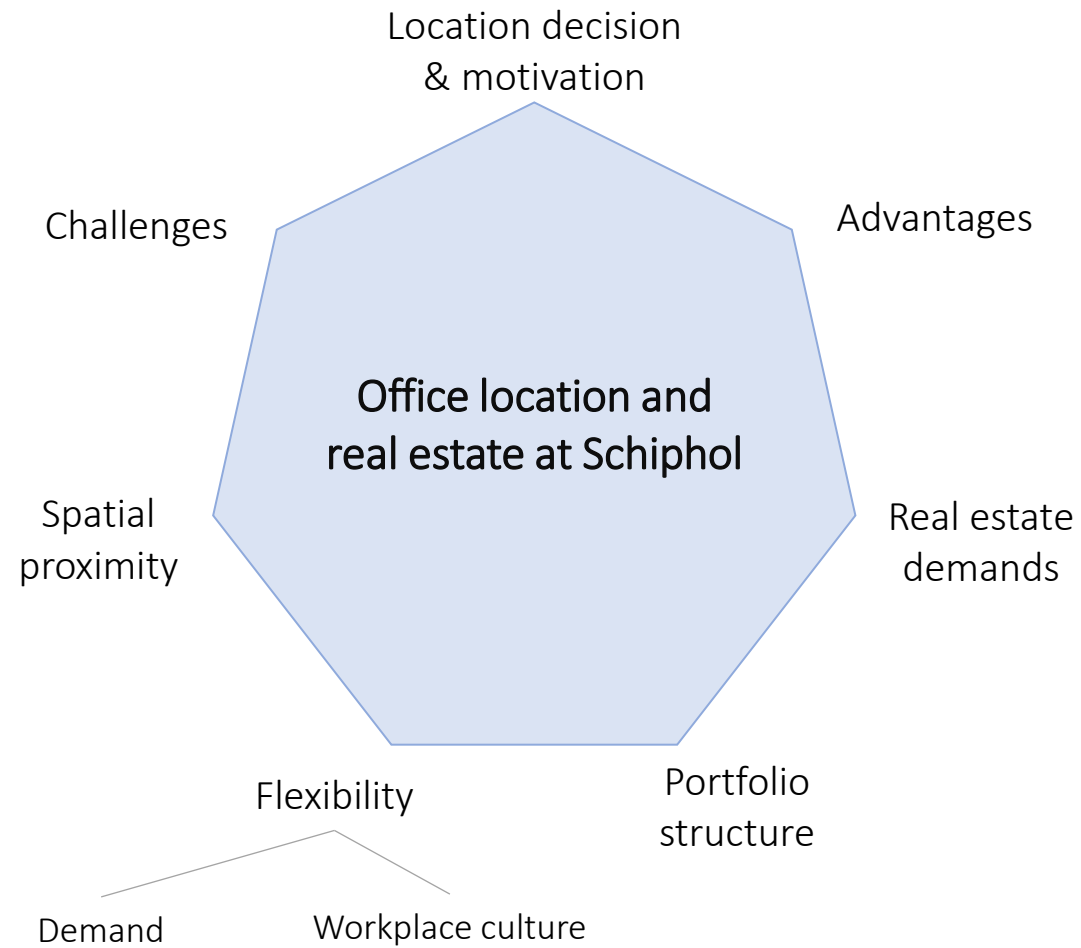 Location decision
& motivation
Challenges
Advantages
Office location and
real estate at Schiphol
Spatial
proximity
Real estate
demands
Flexibility
Portfolio
structure
Demand
Workplace culture